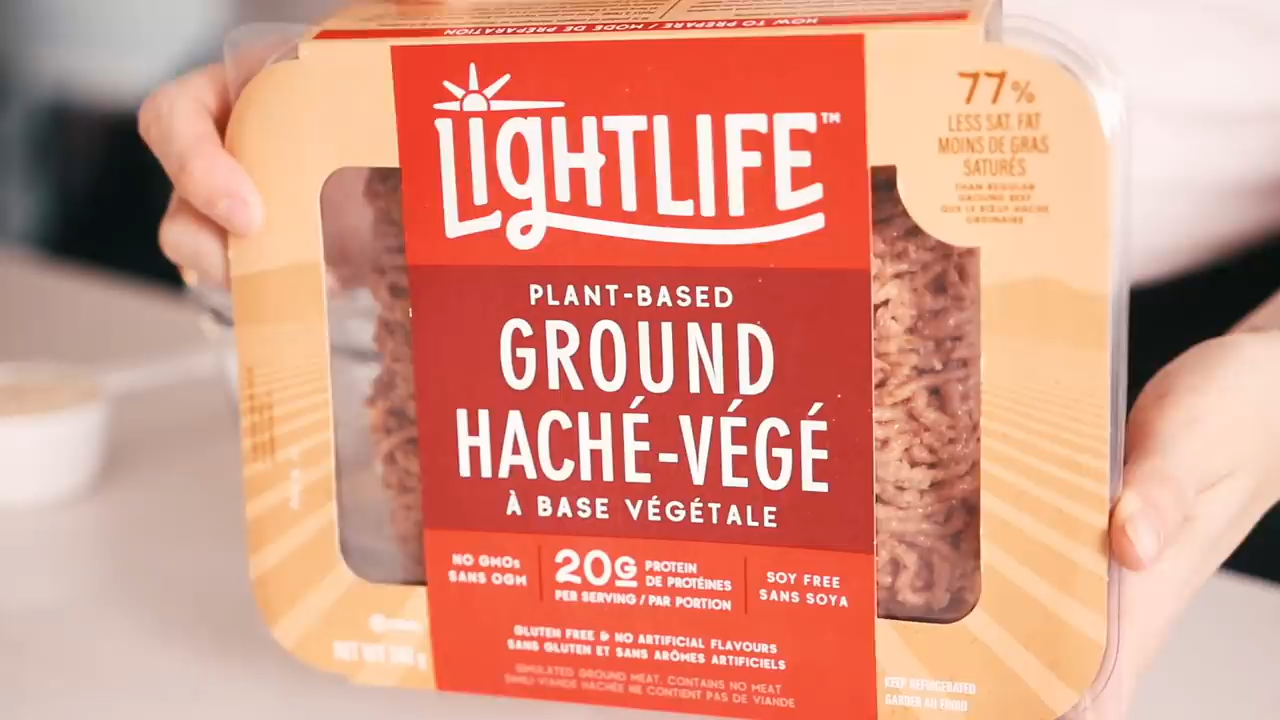 HOW TO PREPARE / MODE DE PRÉPARATION
LIGHTLIFE™
77%
LESS SAT. FAT
MOINS DE GRAS
SATURÉS
THAN REGULAR
GROUND BEEF
QUE LE BŒUF HACHÉ
ORDINAIRE
PLANT-BASED
GROUND
HACHÉ-VÉGÉ
À BASE VÉGÉTALE
NO GMOs
SANS OGM
20G PROTEIN
DE PROTÉINES
PER SERVING / PAR PORTION
SOY FREE
SANS SOYA
GLUTEN FREE & NO ARTIFICIAL FLAVOURS
SANS GLUTEN ET SANS ARÔMES ARTIFICIELS
SIMULATED GROUND MEAT, CONTAINS NO MEAT
SIMILI-VIANDE HACHÉE NE CONTIENT PAS DE VIANDE
NET WT
KEEP REFRIGERATED
GARDER AU FROID